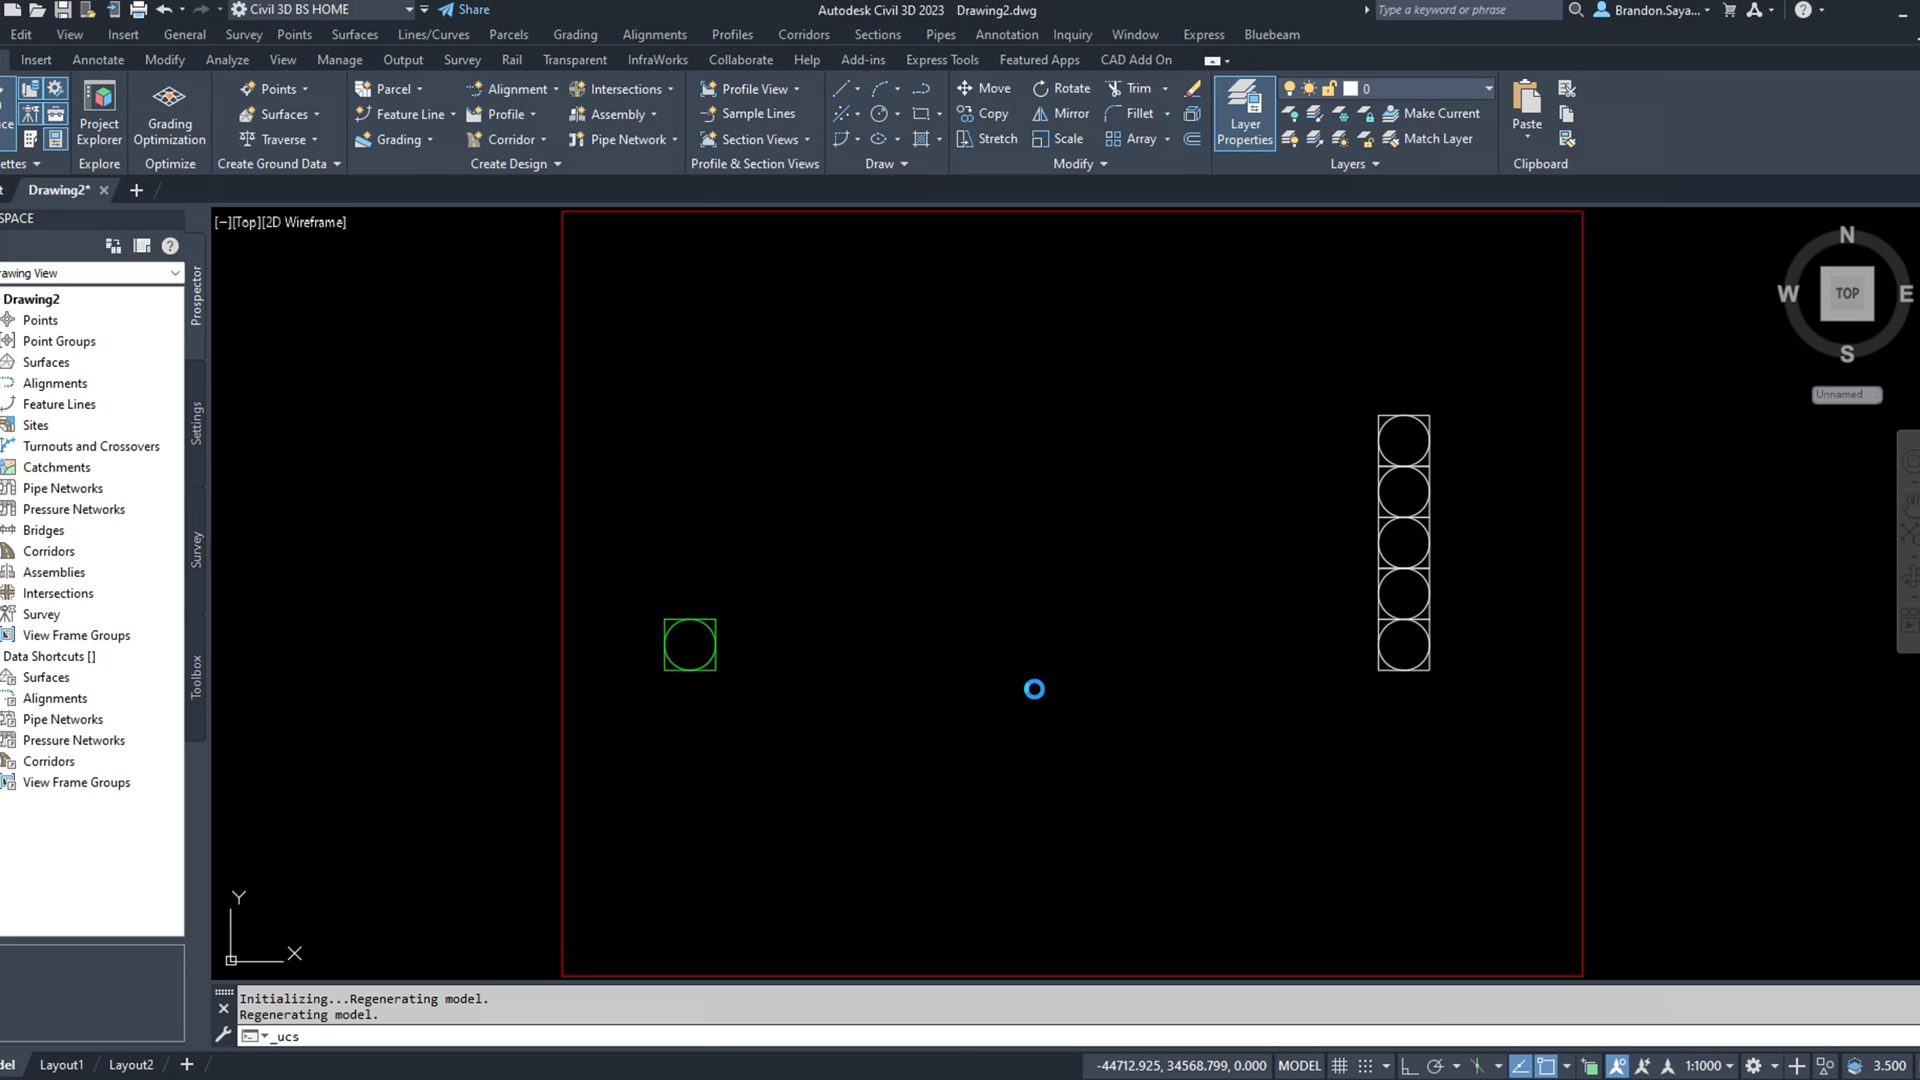 Civil 3D BS HOME
Share
Autodesk Civil 3D 2023 Drawing2.dwg
Type a keyword or phrase
Brandon.Saya...
Edit View Insert General Survey Points Surfaces Lines/Curves Parcels Grading Alignments Profiles Corridors Sections Pipes Annotation Inquiry Window Express Bluebeam
Insert Annotate Modify Analyze View Manage Output Survey Rail Transparent InfraWorks Collaborate Help Add-ins Express Tools Featured Apps CAD Add On
Points Parcel Alignment Intersections Profile View Move Rotate Trim 0
Surfaces Feature Line Profile Assembly Sample Lines Copy Mirror Fillet Make Current
Traverse Grading Corridor Pipe Network Section Views Stretch Scale Array Match Layer
Project Explorer
Grading Optimization
Layer Properties
Paste
ettes Explore Optimize Create Ground Data Create Design Profile & Section Views Draw Modify Layers Clipboard
t Drawing2*
SPACE
[−][Top][2D Wireframe]
rawing View
Drawing2
Points
Point Groups
Surfaces
Alignments
Feature Lines
Sites
Turnouts and Crossovers
Catchments
Pipe Networks
Pressure Networks
Bridges
Corridors
Assemblies
Intersections
Survey
View Frame Groups
Data Shortcuts []
Surfaces
Alignments
Pipe Networks
Pressure Networks
Corridors
View Frame Groups
Prospector
Settings
Survey
Toolbox
N
W TOP E
S
Unnamed
Y
X
Initializing...Regenerating model.
Regenerating model.
_ucs
del Layout1 Layout2
-44712.925, 34568.799, 0.000 MODEL 1:1000 3.500